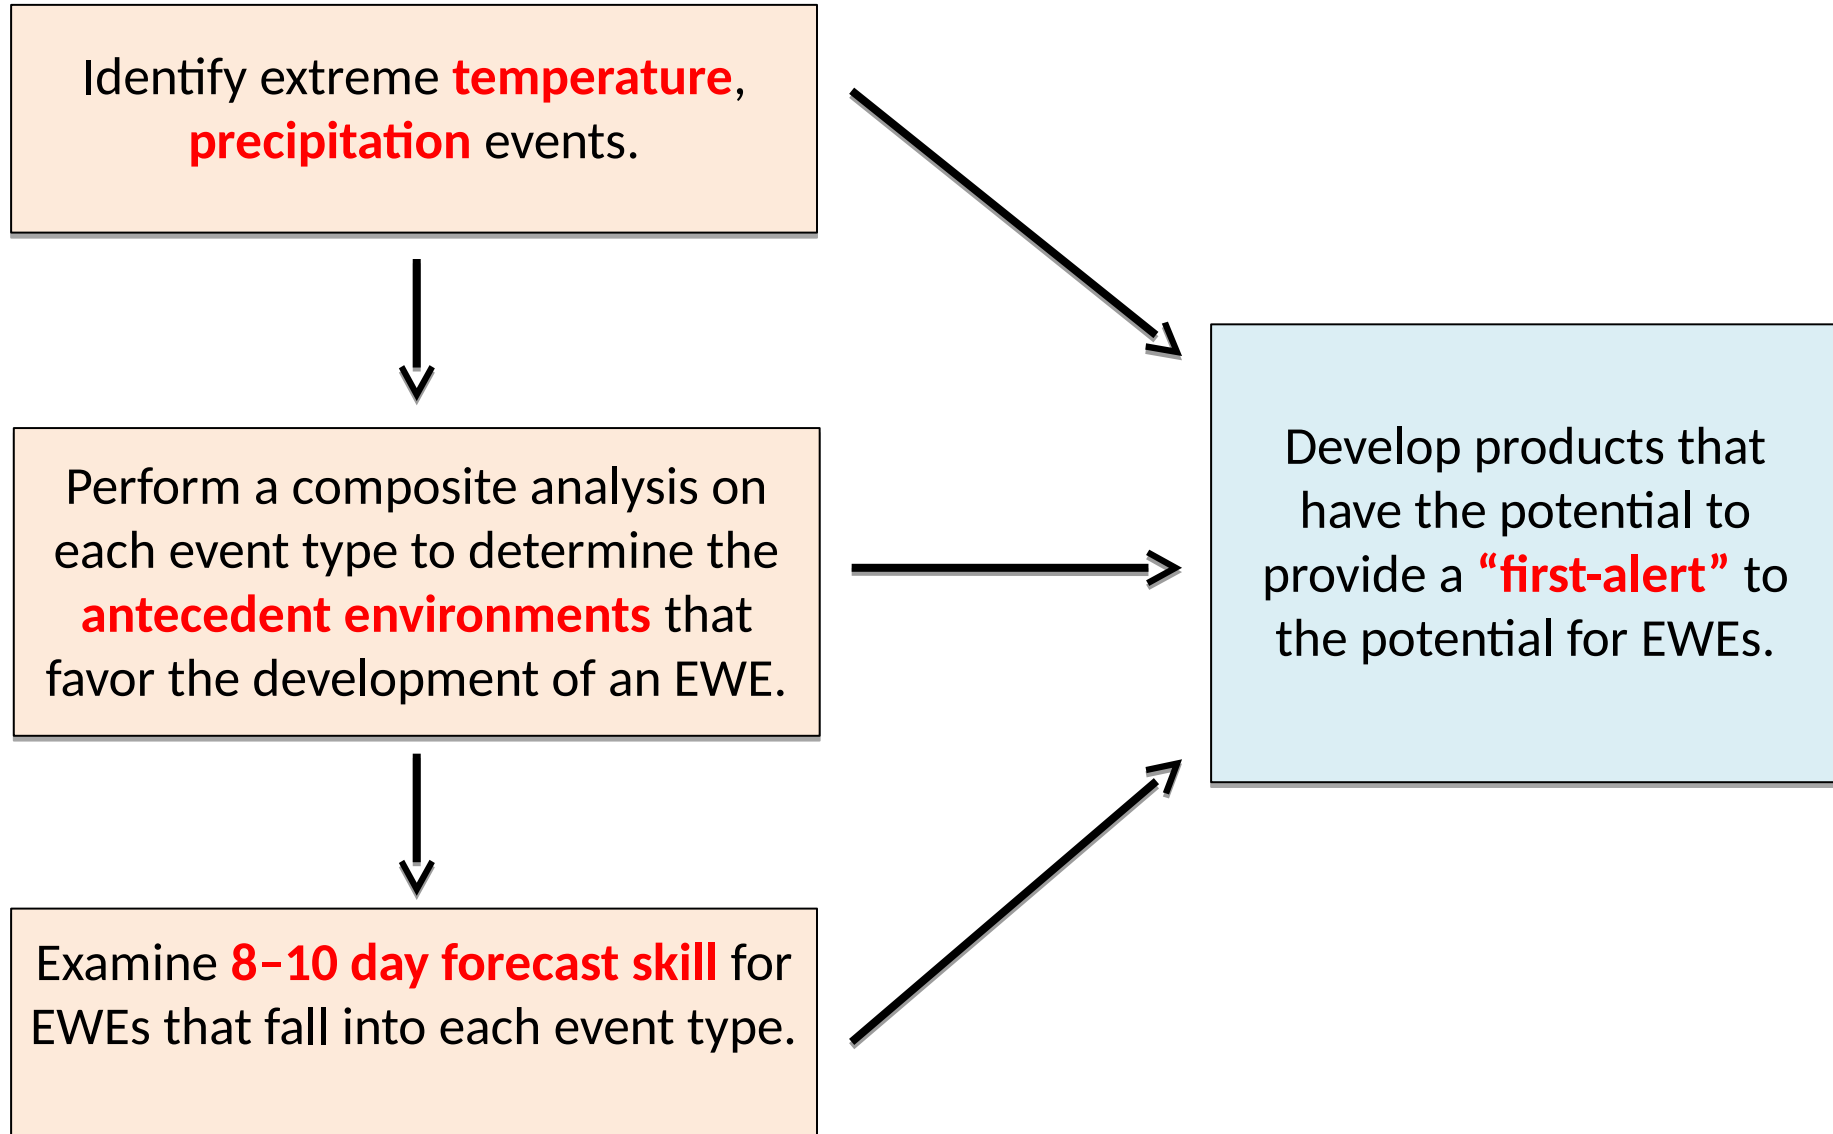 Identify extreme temperature,
precipitation events.
Perform a composite analysis on
each event type to determine the
antecedent environments that
favor the development of an EWE.
Examine 8–10 day forecast skill for
EWEs that fall into each event type.
Develop products that
have the potential to
provide a “first-alert” to
the potential for EWEs.